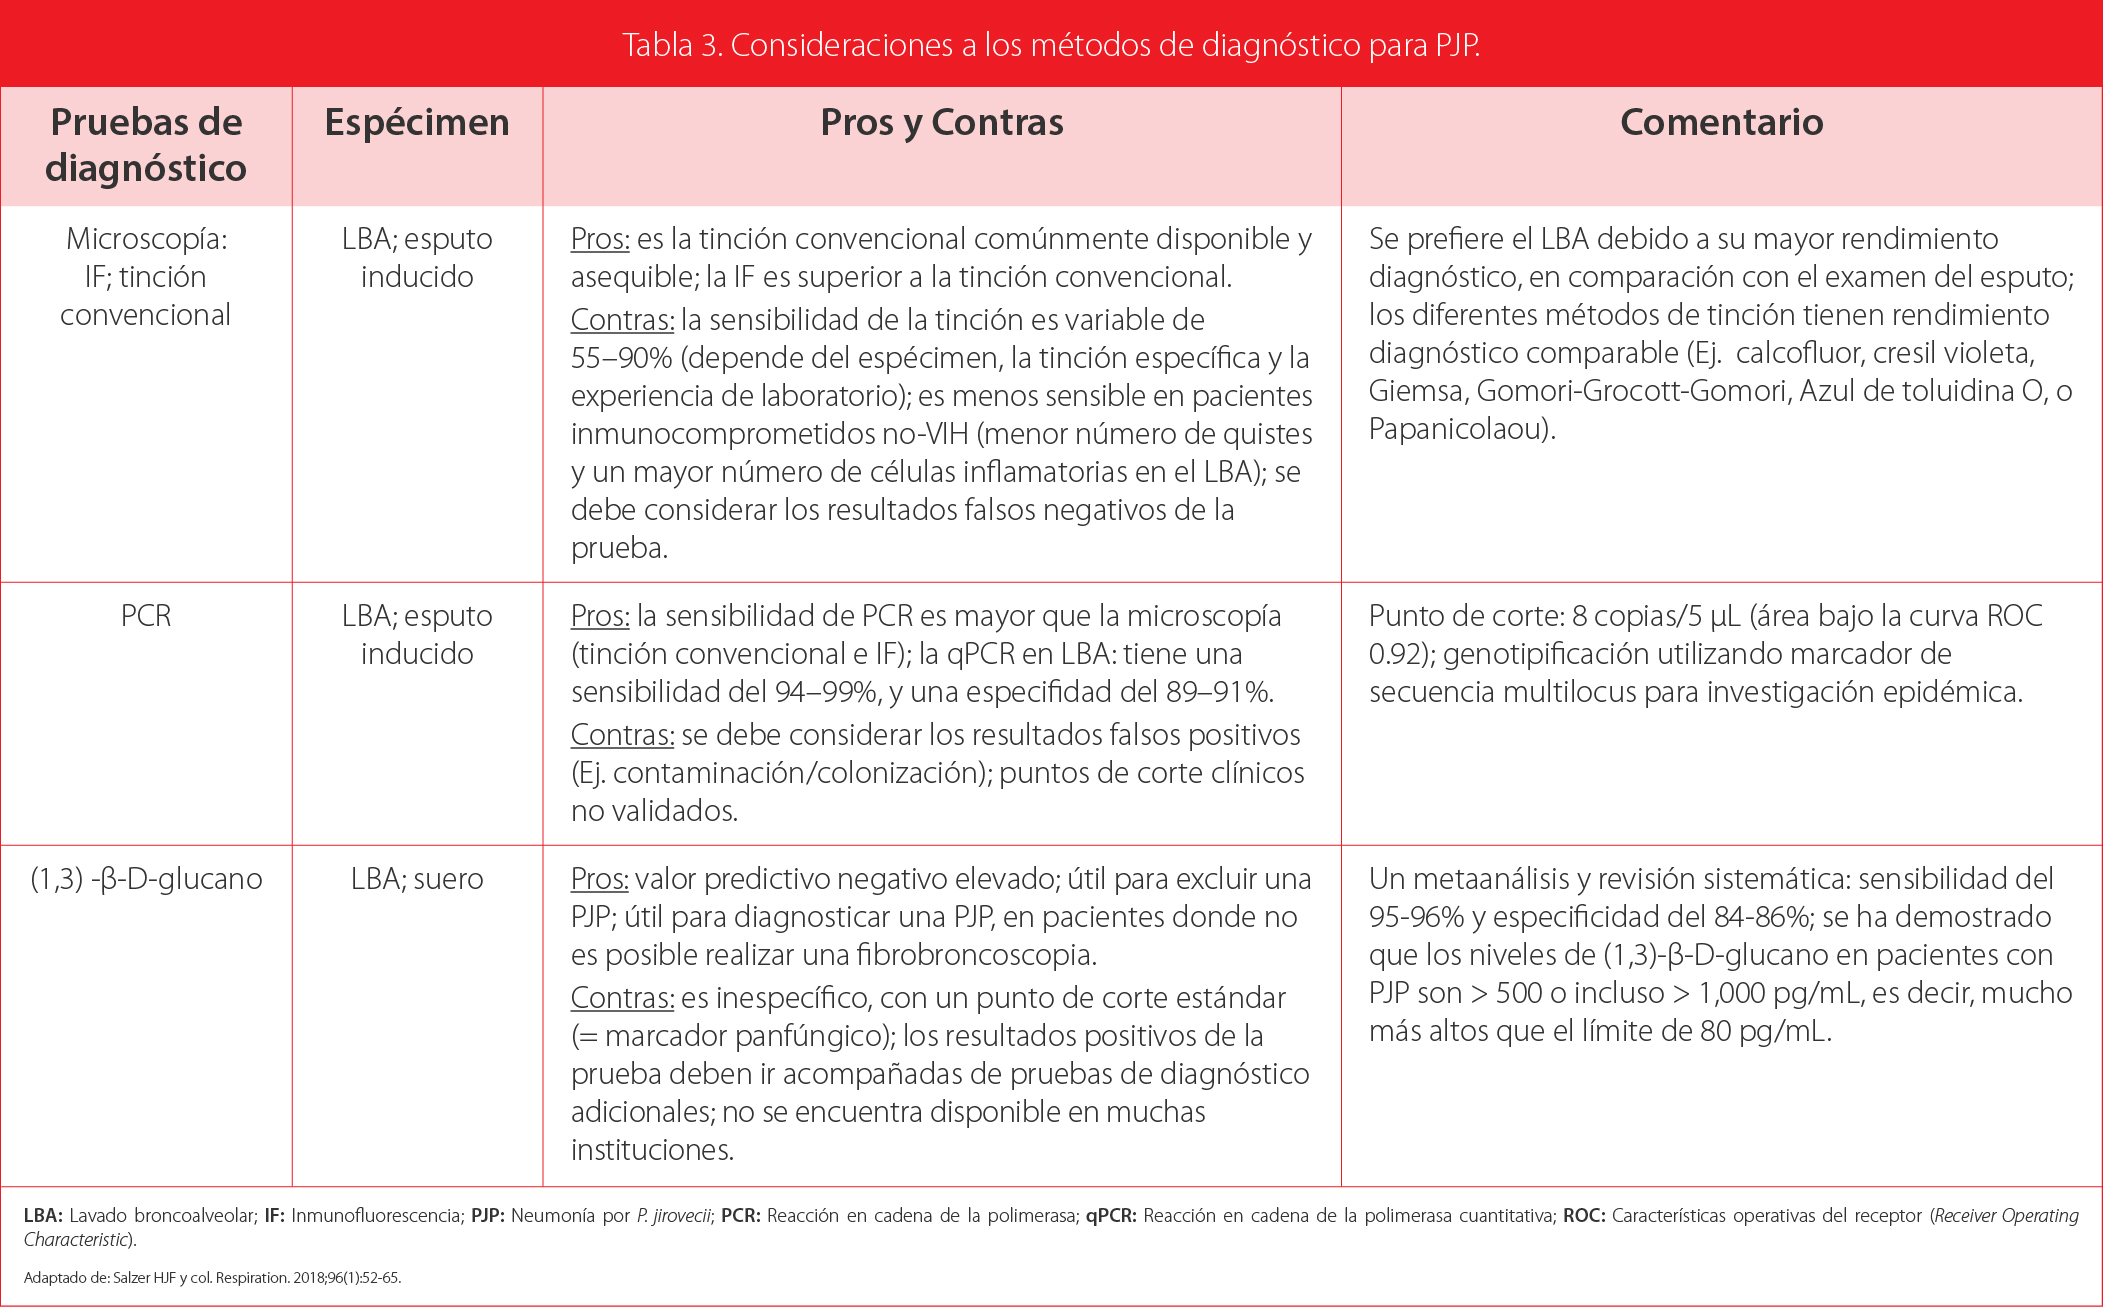 Tabla 3. Consideraciones a los métodos de diagnóstico para PJP.
Pruebas de
diagnóstico
Espécimen
Pros y Contras
Comentario
Microscopía:
IF; tinción
convencional
LBA; esputo
inducido
Pros: es la tinción convencional comúnmente disponible y
asequible; la IF es superior a la tinción convencional.
Contras: la sensibilidad de la tinción es variable de
55–90% (depende del espécimen, la tinción específica y la
experiencia de laboratorio); es menos sensible en pacientes
inmunocomprometidos no-VIH (menor número de quistes
y un mayor número de células inflamatorias en el LBA); se
debe considerar los resultados falsos negativos de la
prueba.
Se prefiere el LBA debido a su mayor rendimiento
diagnóstico, en comparación con el examen del esputo;
los diferentes métodos de tinción tienen rendimiento
diagnóstico comparable (Ej. calcofluor, cresil violeta,
Giemsa, Gomori-Grocott-Gomori, Azul de toluidina O, o
Papanicolaou).
PCR
LBA; esputo
inducido
Pros: la sensibilidad de PCR es mayor que la microscopía
(tinción convencional e IF); la qPCR en LBA: tiene una
sensibilidad del 94–99%, y una especifidad del 89–91%.
Contras: se debe considerar los resultados falsos positivos
(Ej. contaminación/colonización); puntos de corte clínicos
no validados.
Punto de corte: 8 copias/5 µL (área bajo la curva ROC
0.92); genotipificación utilizando marcador de
secuencia multilocus para investigación epidémica.
(1,3) -β-D-glucano
LBA; suero
Pros: valor predictivo negativo elevado; útil para excluir una
PJP; útil para diagnosticar una PJP, en pacientes donde no
es posible realizar una fibrobroncoscopia.
Contras: es inespecífico, con un punto de corte estándar
(= marcador panfúngico); los resultados positivos de la
prueba deben ir acompañadas de pruebas de diagnóstico
adicionales; no se encuentra disponible en muchas
instituciones.
Un metaanálisis y revisión sistemática: sensibilidad del
95-96% y especificidad del 84-86%; se ha demostrado
que los niveles de (1,3)-β-D-glucano en pacientes con
PJP son > 500 o incluso > 1,000 pg/mL, es decir, mucho
más altos que el límite de 80 pg/mL.
LBA: Lavado broncoalveolar; IF: Inmunofluorescencia; PJP: Neumonía por P. jirovecii; PCR: Reacción en cadena de la polimerasa; qPCR: Reacción en cadena de la polimerasa cuantitativa; ROC: Características operativas del receptor (Receiver Operating
Characteristic).
Adaptado de: Salzer HJF y col. Respiration. 2018;96(1):52-65.